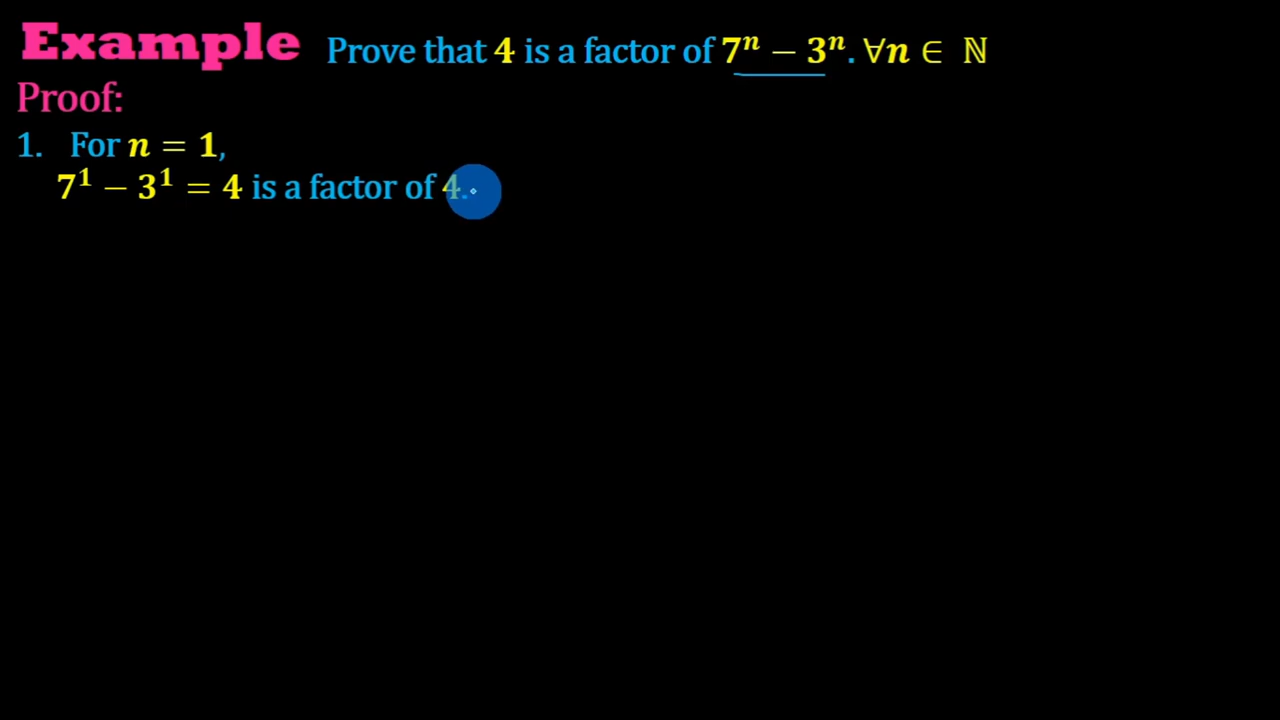 Example Prove that 4 is a factor of 7ⁿ − 3ⁿ. ∀n ∈ ℕ
Proof:
1. For n = 1,
7¹ − 3¹ = 4 is a factor of 4.